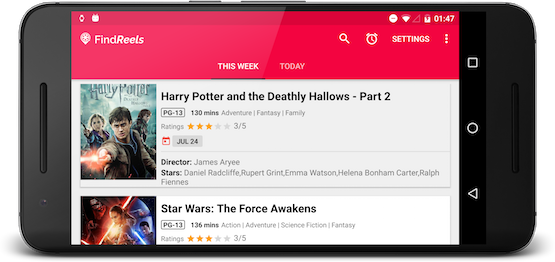 01:47
FindReels
SETTINGS
THIS WEEK
TODAY
Harry Potter and the Deathly Hallows - Part 2
PG-13 130 mins Adventure | Fantasy | Family
Ratings 3/5
JUL 24
Director: James Aryee
Stars: Daniel Radcliffe,Rupert Grint,Emma Watson,Helena Bonham Carter,Ralph
Fiennes
Star Wars: The Force Awakens
PG-13 136 mins Action | Adventure | Science Fiction | Fantasy
Ratings 3/5